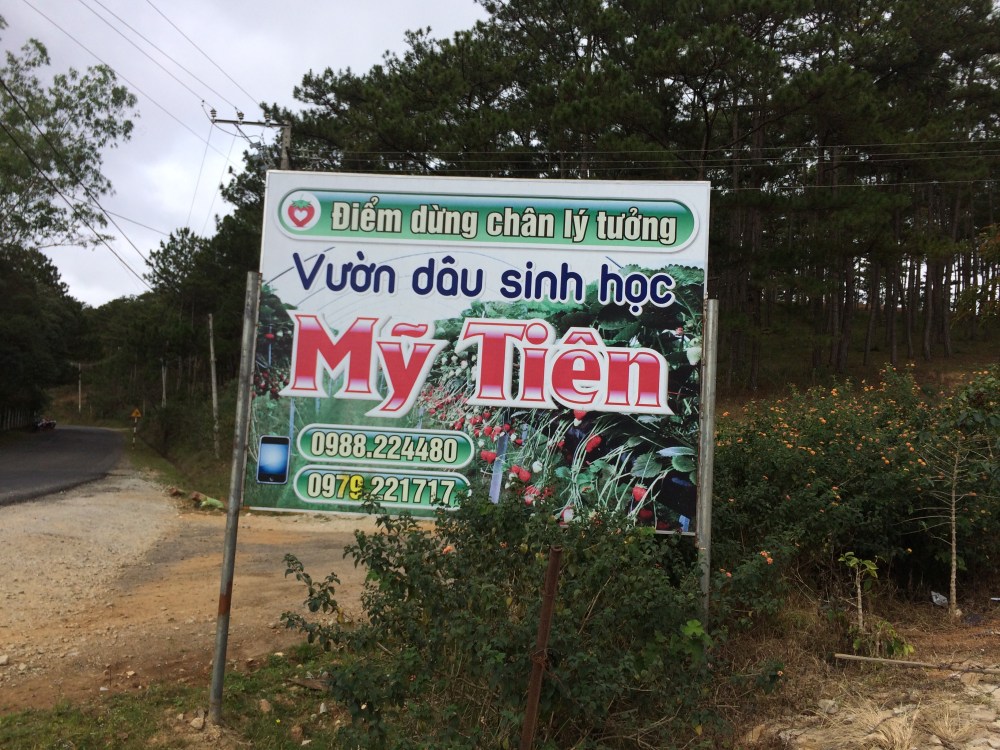 Điểm dừng chân lý tưởng
Vườn dâu sinh học
Mỹ Tiên
0988.224480
0979.221717